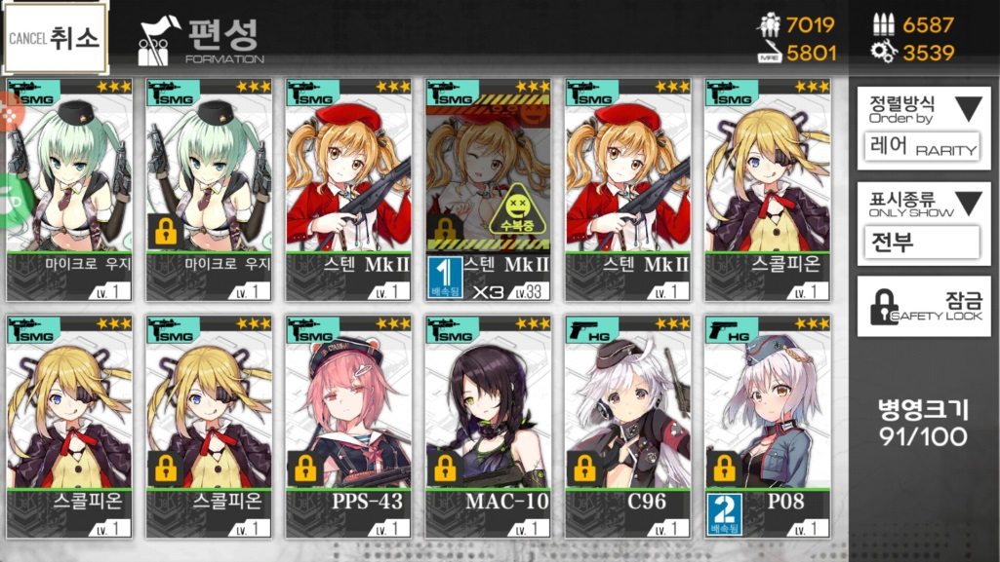 CANCEL 취소
편성
FORMATION
7019
6587
MRE 5801
3539
SMG
SMG
SMG
SMG
SMG
SMG
수복중
마이크로 우지
마이크로 우지
스텐 MkII
스텐 MkII
스텐 MkII
스콜피온
LV. 1
LV. 1
LV. 1
1 배속됨 X3 LV. 33
LV. 1
LV. 1
SMG
SMG
SMG
SMG
HG
HG
스콜피온
스콜피온
PPS-43
MAC-10
C96
P08
LV. 1
LV. 1
LV. 1
LV. 1
LV. 1
2 배속됨 LV. 1
정렬방식
Order by
레어 RARITY
표시종류
ONLY SHOW
전부
잠금
SAFETY LOCK
병영크기
91/100